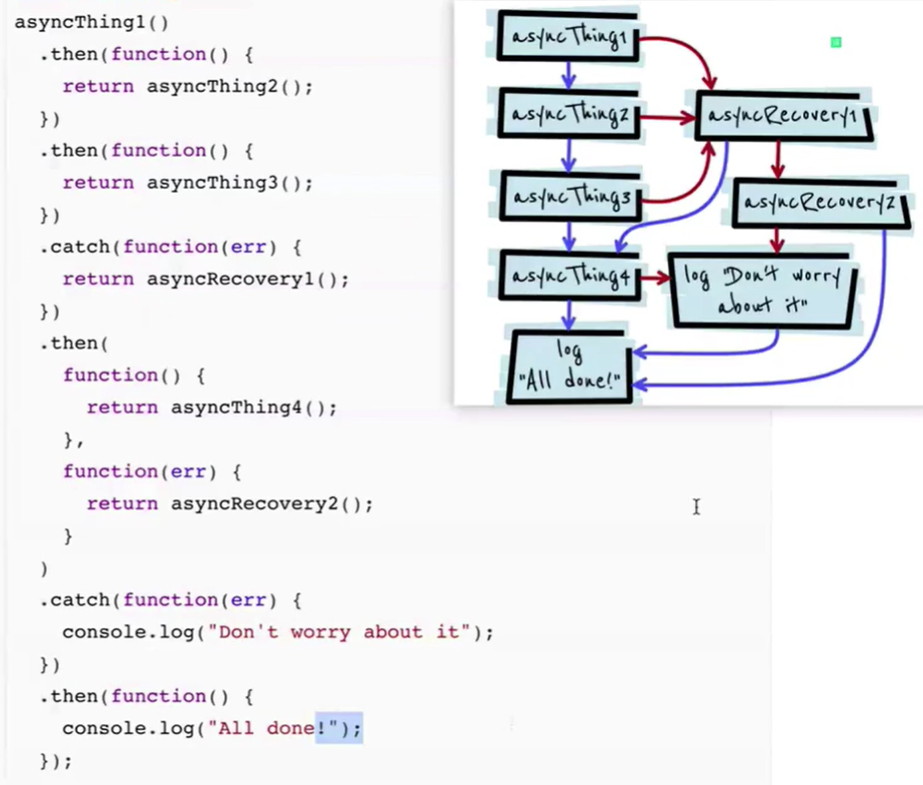 asyncThing1()
  .then(function() {
    return asyncThing2();
  })
  .then(function() {
    return asyncThing3();
  })
  .catch(function(err) {
    return asyncRecovery1();
  })
  .then(
    function() {
      return asyncThing4();
    },
    function(err) {
      return asyncRecovery2();
    }
  )
  .catch(function(err) {
    console.log("Don't worry about it");
  })
  .then(function() {
    console.log("All done!");
  });
asyncThing1
asyncThing2
asyncRecovery1
asyncThing3
asyncRecovery2
asyncThing4
log "Don't worry
about it"
log
"All done!"